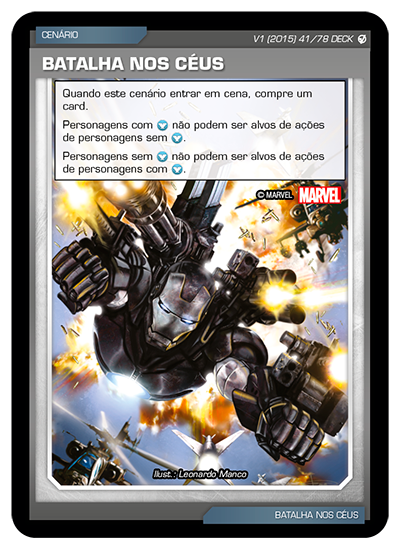 CENÁRIO
V1 (2015) 41/78 DECK
BATALHA NOS CÉUS
Quando este cenário entrar em cena, compre um
card.
Personagens com não podem ser alvos de ações
de personagens sem .
Personagens sem não podem ser alvos de ações
de personagens com .
© MARVEL MARVEL
Ilust.: Leonardo Manco
BATALHA NOS CÉUS